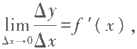 lim_{Δx→0} Δy/Δx = f ′(x) ,